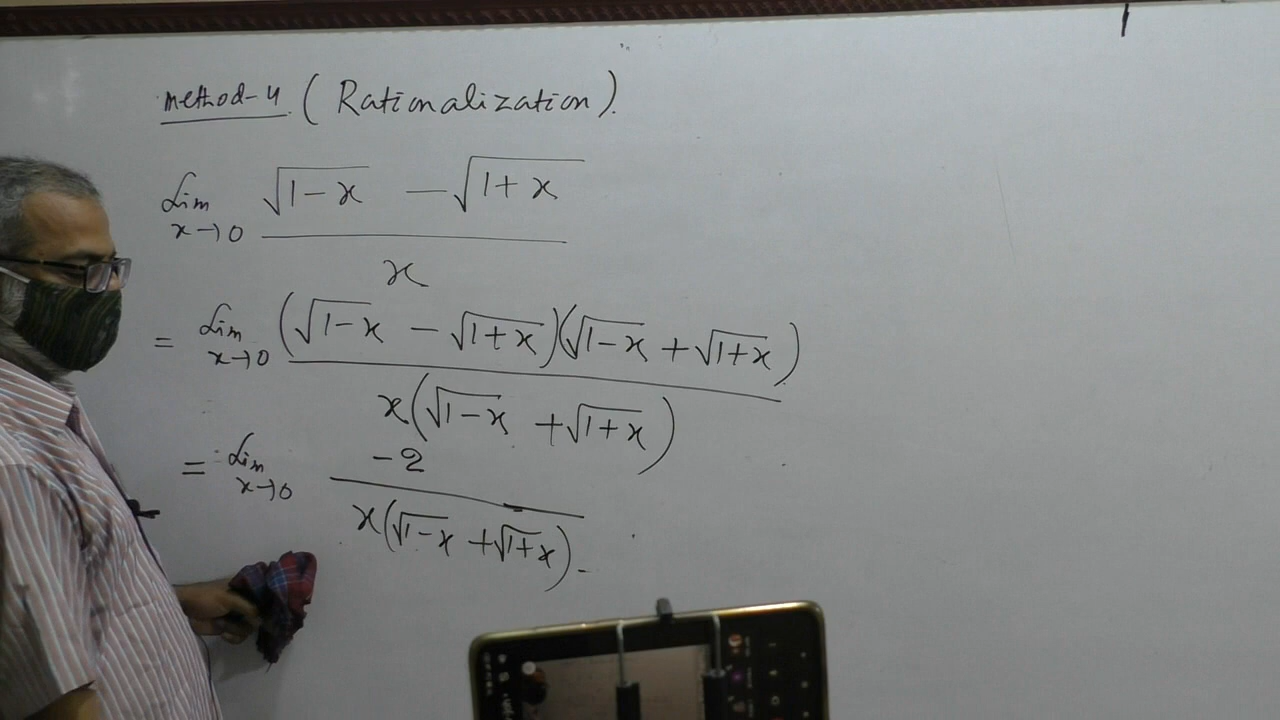 method-4 (Rationalization).
Lim x→0 (√(1-x) - √(1+x)) / x
= Lim x→0 (√(1-x) - √(1+x))(√(1-x) + √(1+x)) / x(√(1-x) + √(1+x))
= Lim x→0 -2 / x(√(1-x) + √(1+x))